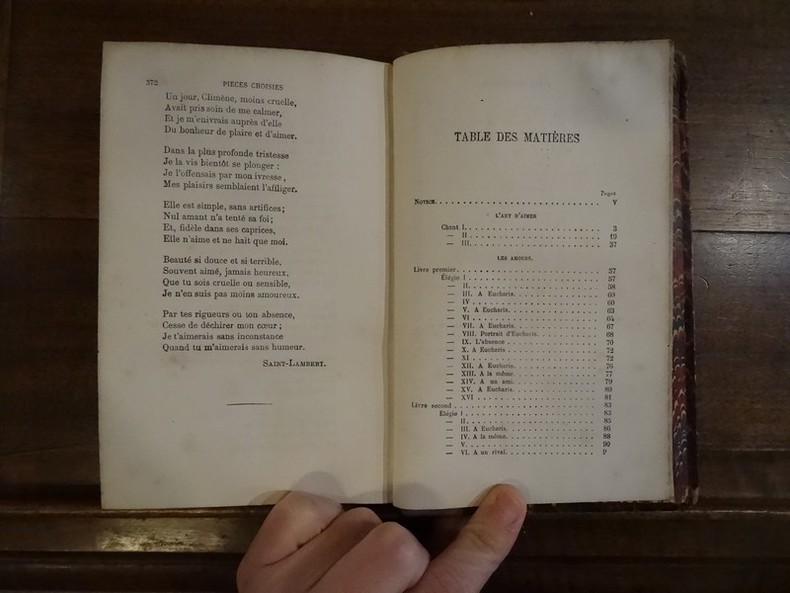 372 PIECES CHOISIES
Un jour, Climène, moins cruelle,
Avait pris soin de me calmer,
Et je m'enivrais auprès d'elle
Du bonheur de plaire et d'aimer.
Dans la plus profonde tristesse
Je la vis bientôt se plonger :
Je l'offensais par mon ivresse,
Mes plaisirs semblaient l'affliger.
Elle est simple, sans artifices;
Nul amant n'a tenté sa foi;
Et, fidèle dans ses caprices,
Elle n'aime et ne hait que moi.
Beauté si douce et si terrible,
Souvent aimé, jamais heureux,
Que tu sois cruelle ou sensible,
Je n'en suis pas moins amoureux.
Par tes rigueurs ou ton absence,
Cesse de déchirer mon cœur ;
Je t'aimerais sans inconstance
Quand tu m'aimerais sans humeur.
SAINT-LAMBERT.
TABLE DES MATIÈRES
Pages
NOTICE. V
L'ART D'AIMER
Chant I. 3
— II 19
— III. 37
LES AMOURS.
Livre premier. 57
Élégie I 57
— II. 58
— III. A Eucharis. 60
— IV 60
— V. A Eucharis. 63
— VI 64
— VII. A Eucharis. 67
— VIII. Portrait d'Eucharis. 68
— IX. L'absence 70
— X. A Eucharis 72
— XI 72
— XII. A Eucharis 76
— XIII. A la même. 77
— XIV. A un ami. 79
— XV. A Eucharis. 80
— XVI 81
Livre second 83
Élégie I. 83
— II. 85
— III. A Eucharis. 86
— IV. A la même. 88
— V. 90
— VI. A un rival.